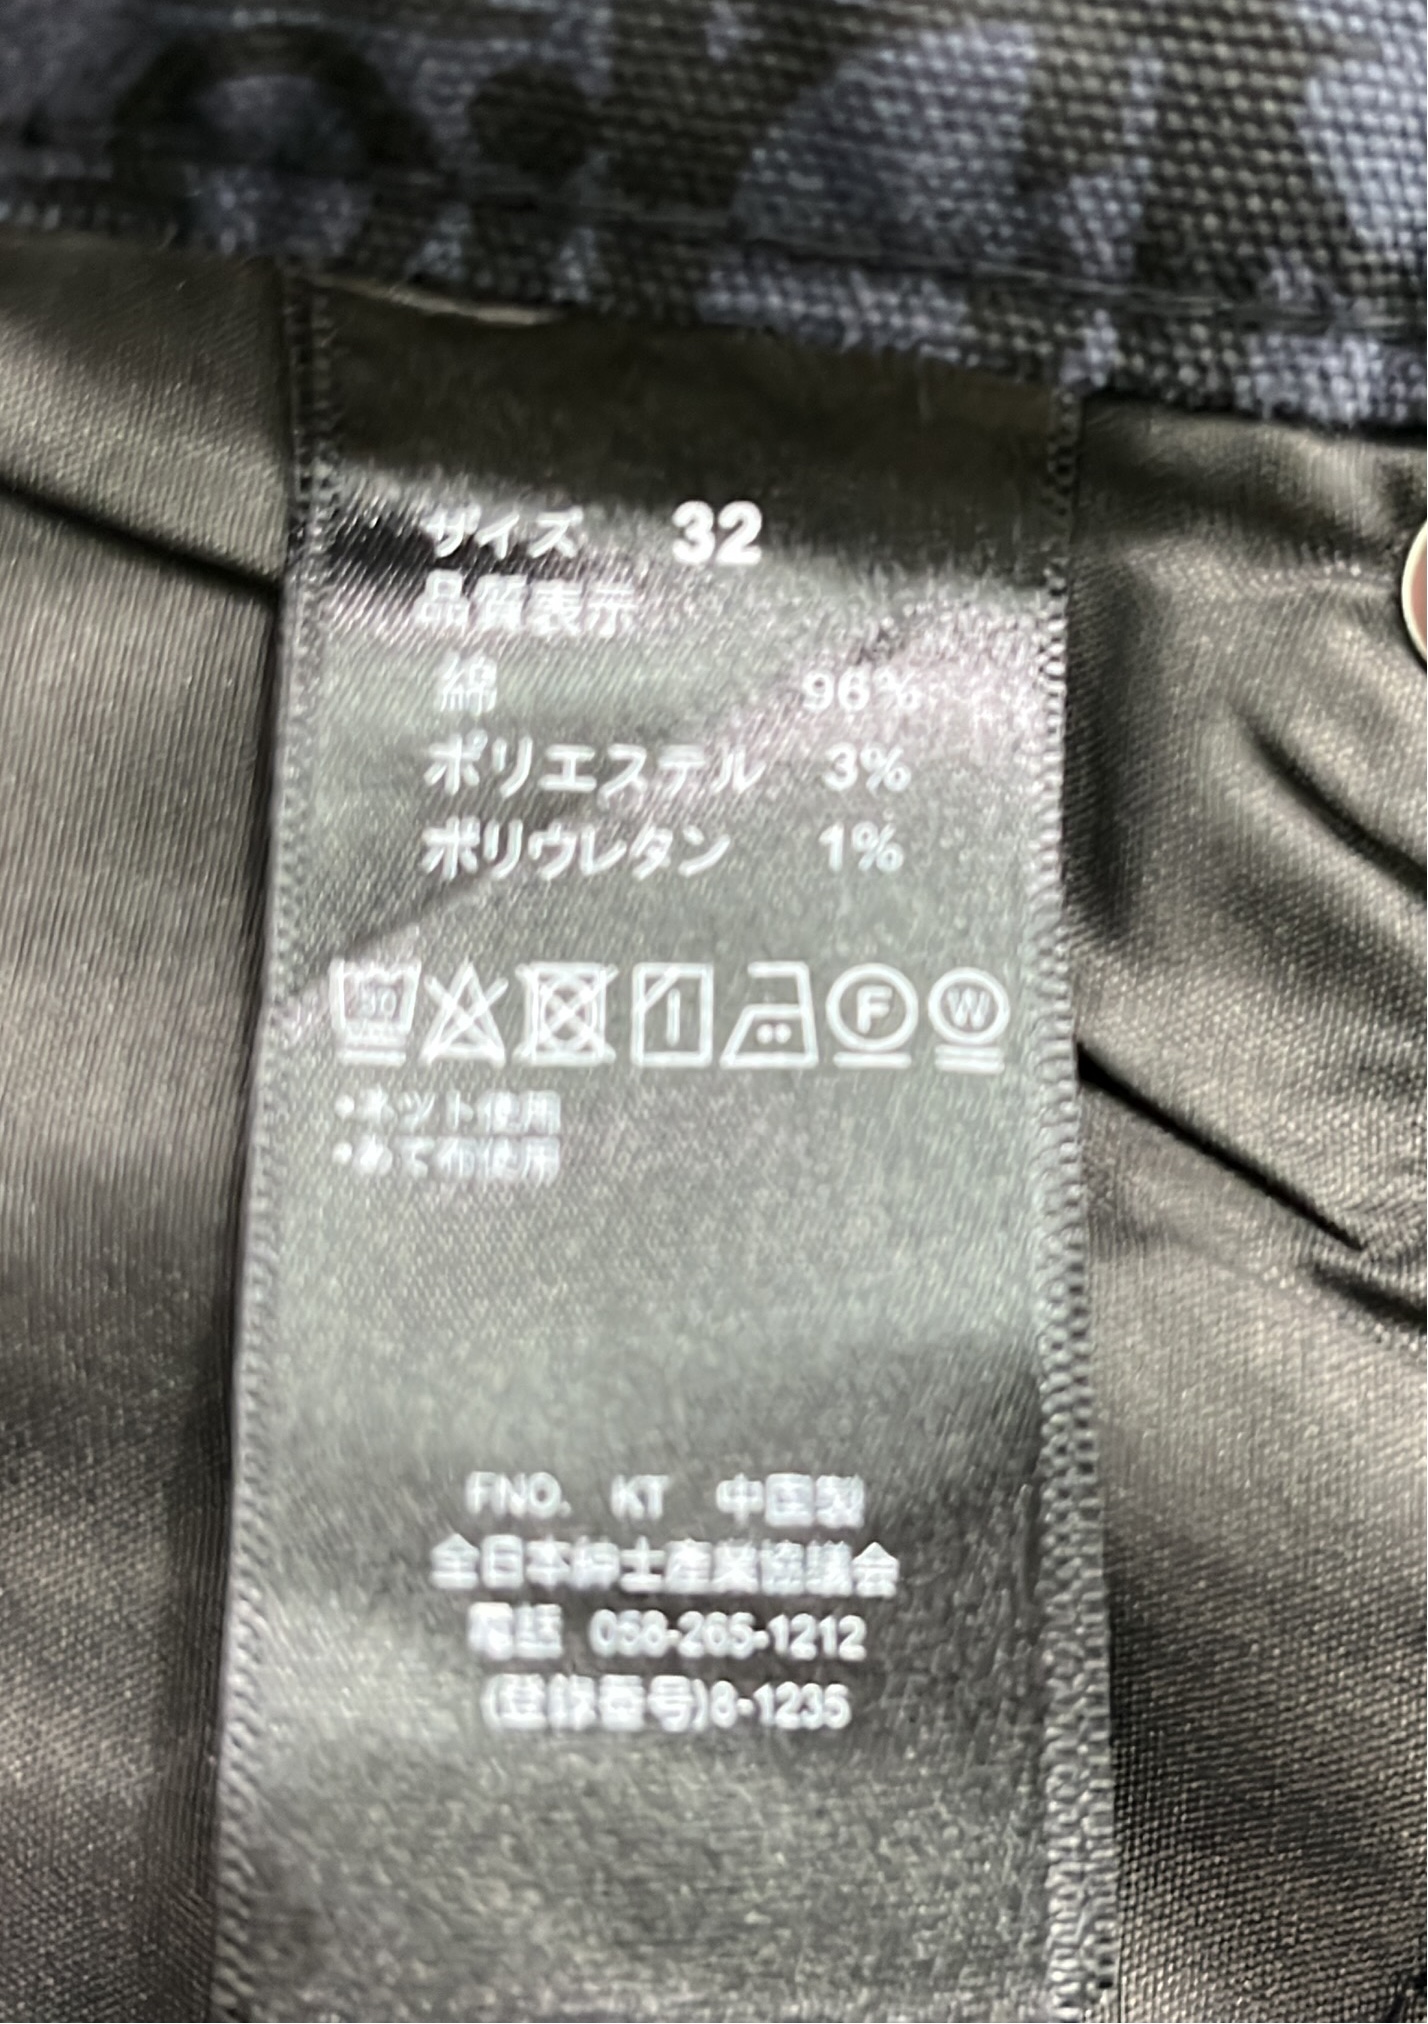 サイズ 32
品質表示
綿 96%
ポリエステル 3%
ポリウレタン 1%
30 F W
・ネット使用
・あて布使用
FNO. KT 中国製
全日本紳士産業協議会
電話 058-265-1212
(登録番号)8-1235